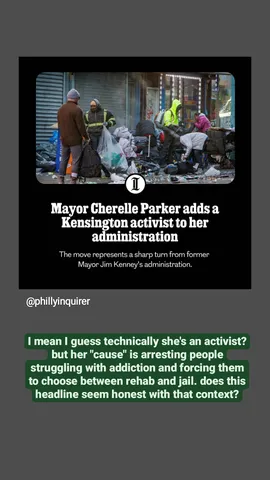 Mayor Cherelle Parker adds a
Kensington activist to her
administration
The move represents a sharp turn from former
Mayor Jim Kenney's administration.
@phillyinquirer
I mean I guess technically she's an activist?
but her "cause" is arresting people
struggling with addiction and forcing them
to choose between rehab and jail. does this
headline seem honest with that context?